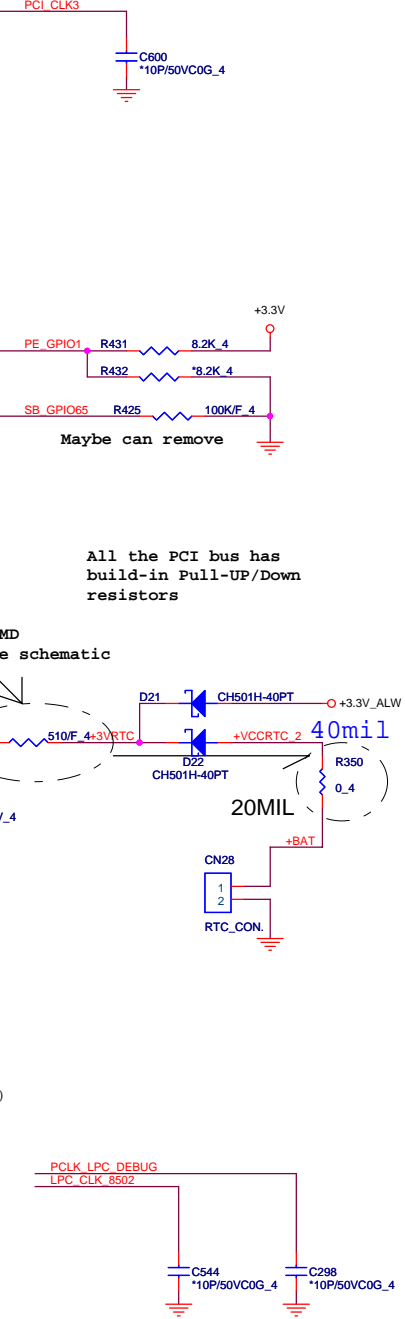 PCI_CLK3
C600
*10P/50VC0G_4
+3.3V
PE_GPIO1 R431 8.2K_4
R432 *8.2K_4
SB_GPIO65 R425 100K/F_4
Maybe can remove
All the PCI bus has
build-in Pull-UP/Down
resistors
MD
e schematic
D21 CH501H-40PT +3.3V_ALW
510/F_4 +3VRTC +VCCRTC_2 40mil
D22
CH501H-40PT
R350
0_4
20MIL
V_4
+BAT
CN28
1
2
RTC_CON.
)
PCLK_LPC_DEBUG
LPC_CLK_8502
C544 C298
*10P/50VC0G_4 *10P/50VC0G_4